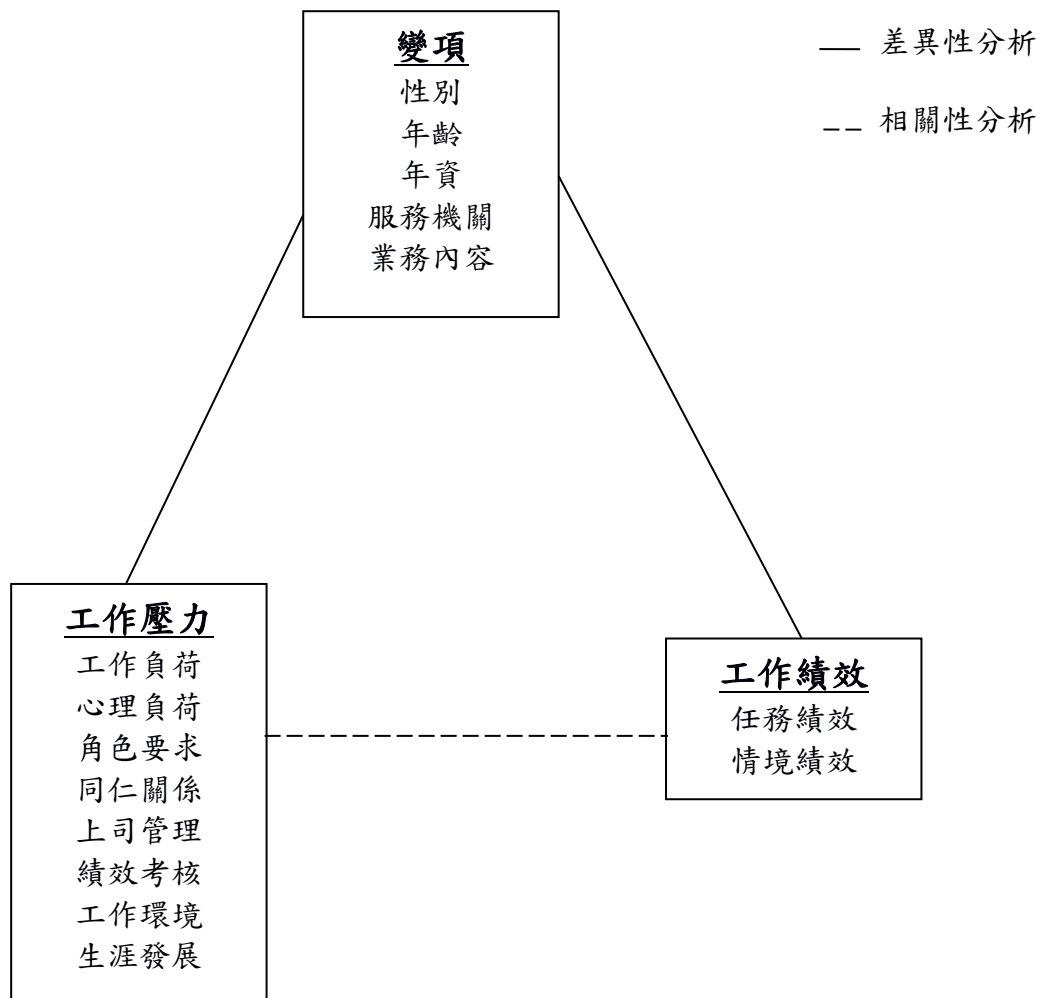 變項
性別
年齡
年資
服務機關
業務內容
差異性分析
相關性分析
工作壓力
工作負荷
心理負荷
角色要求
同仁關係
上司管理
績效考核
工作環境
生涯發展
工作績效
任務績效
情境績效